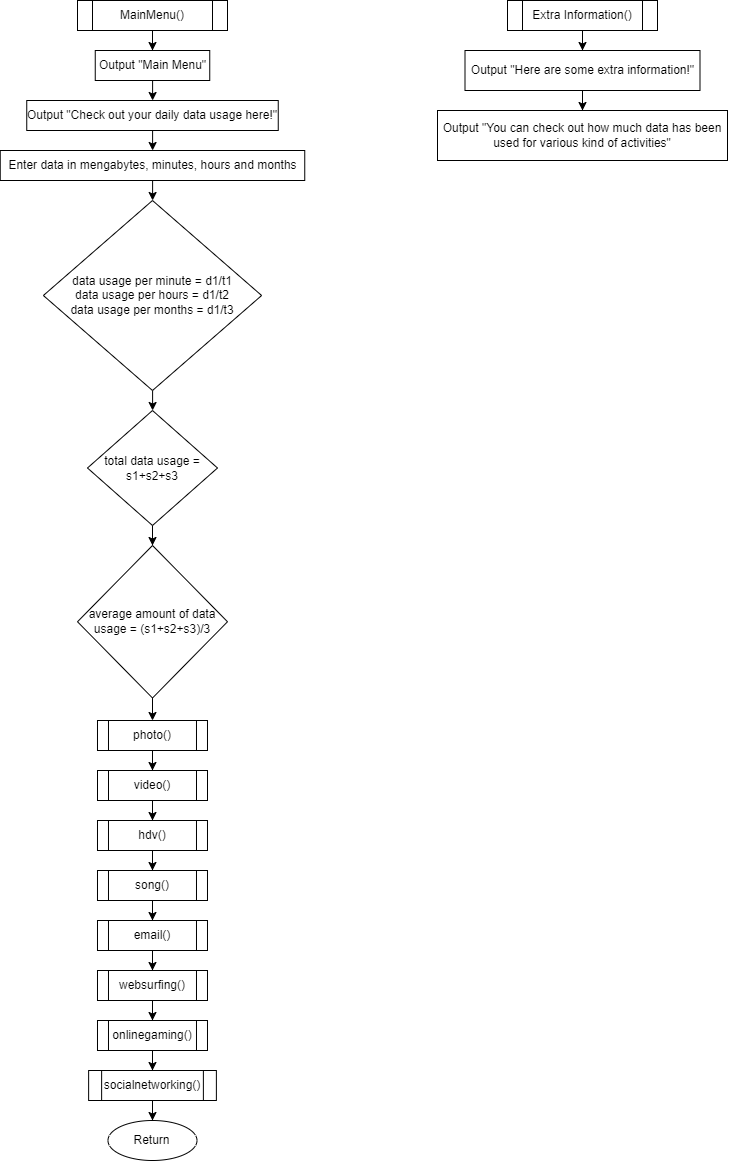 MainMenu()
Output "Main Menu"
Output "Check out your daily data usage here!"
Enter data in mengabytes, minutes, hours and months
data usage per minute = d1/t1
data usage per hours = d1/t2
data usage per months = d1/t3
total data usage =
s1+s2+s3
average amount of data
usage = (s1+s2+s3)/3
photo()
video()
hdv()
song()
email()
websurfing()
onlinegaming()
socialnetworking()
Return
Extra Information()
Output "Here are some extra information!"
Output "You can check out how much data has been
used for various kind of activities"